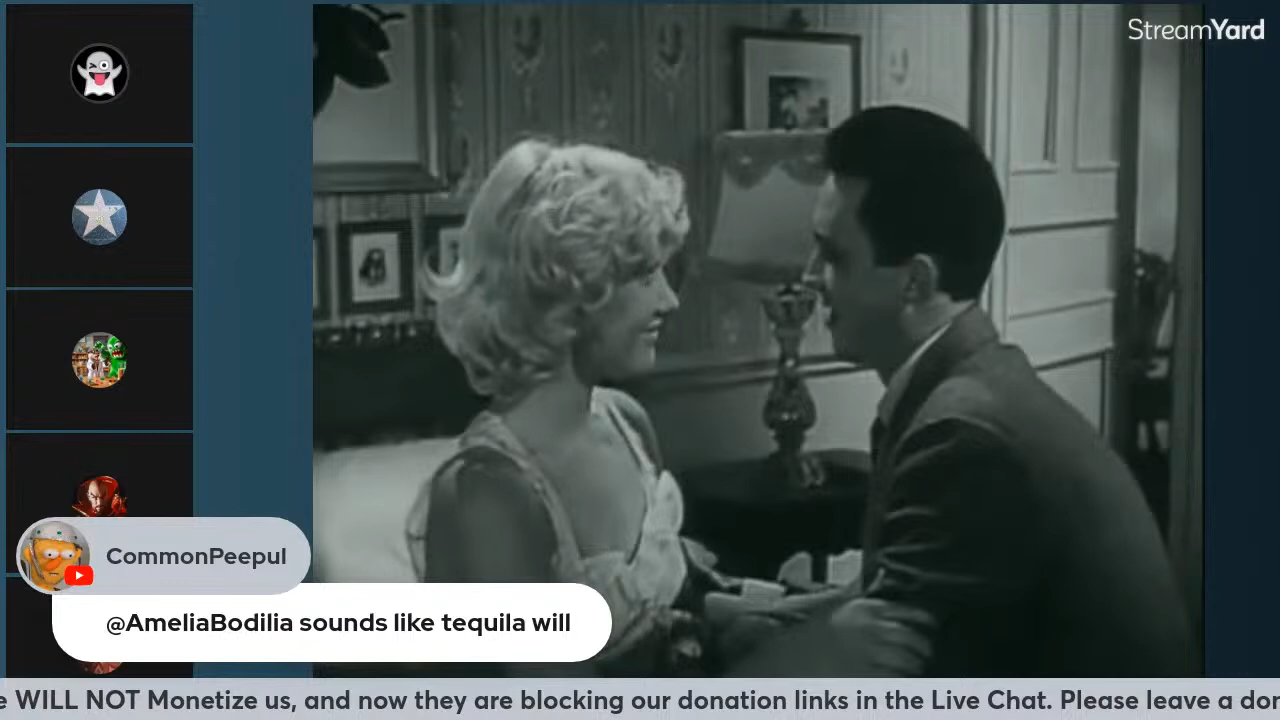 StreamYard
CommonPeepul
@AmeliaBodilia sounds like tequila will
e WILL NOT Monetize us, and now they are blocking our donation links in the Live Chat. Please leave a don